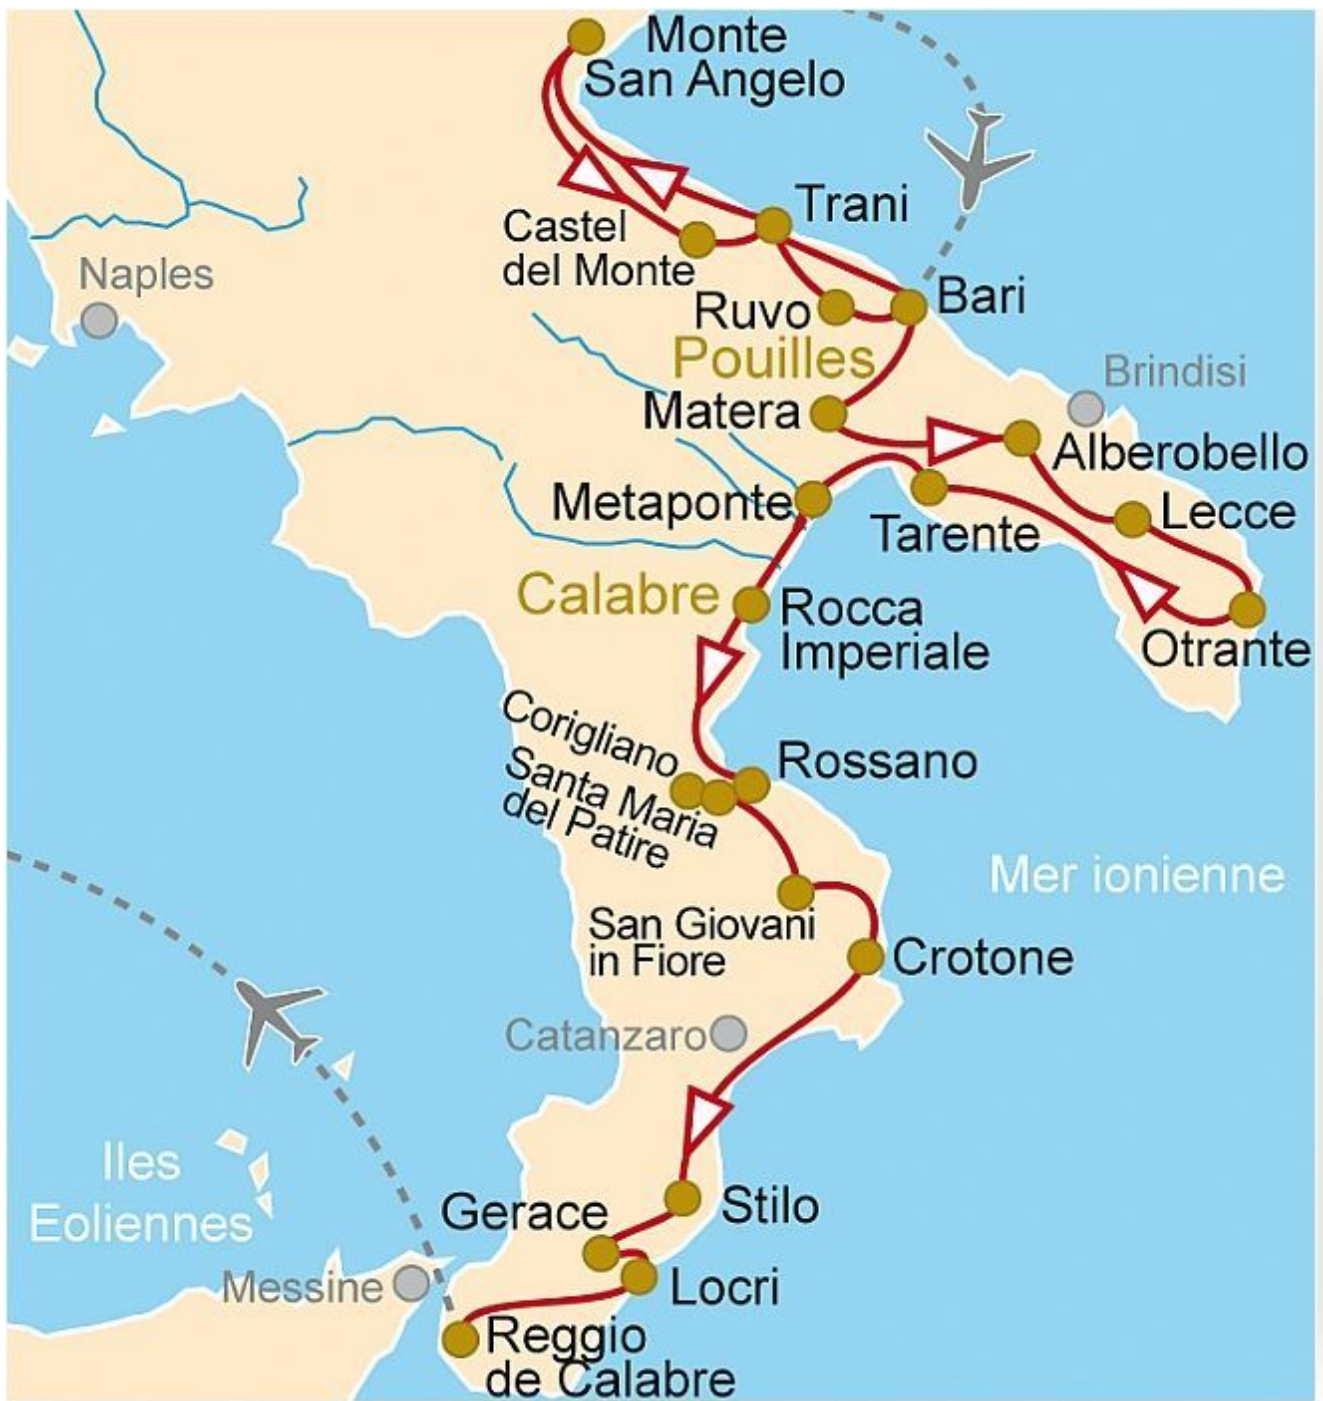 Monte
San Angelo
Trani
Castel
del Monte
Naples
Bari
Ruvo
Pouilles
Brindisi
Matera
Alberobello
Metaponte
Lecce
Tarente
Calabre
Rocca
Imperiale
Otrante
Corigliano
Rossano
Santa Maria
del Patire
Mer ionienne
San Giovani
in Fiore
Crotone
Catanzaro
Iles
Eoliennes
Gerace
Stilo
Messine
Locri
Reggio
de Calabre